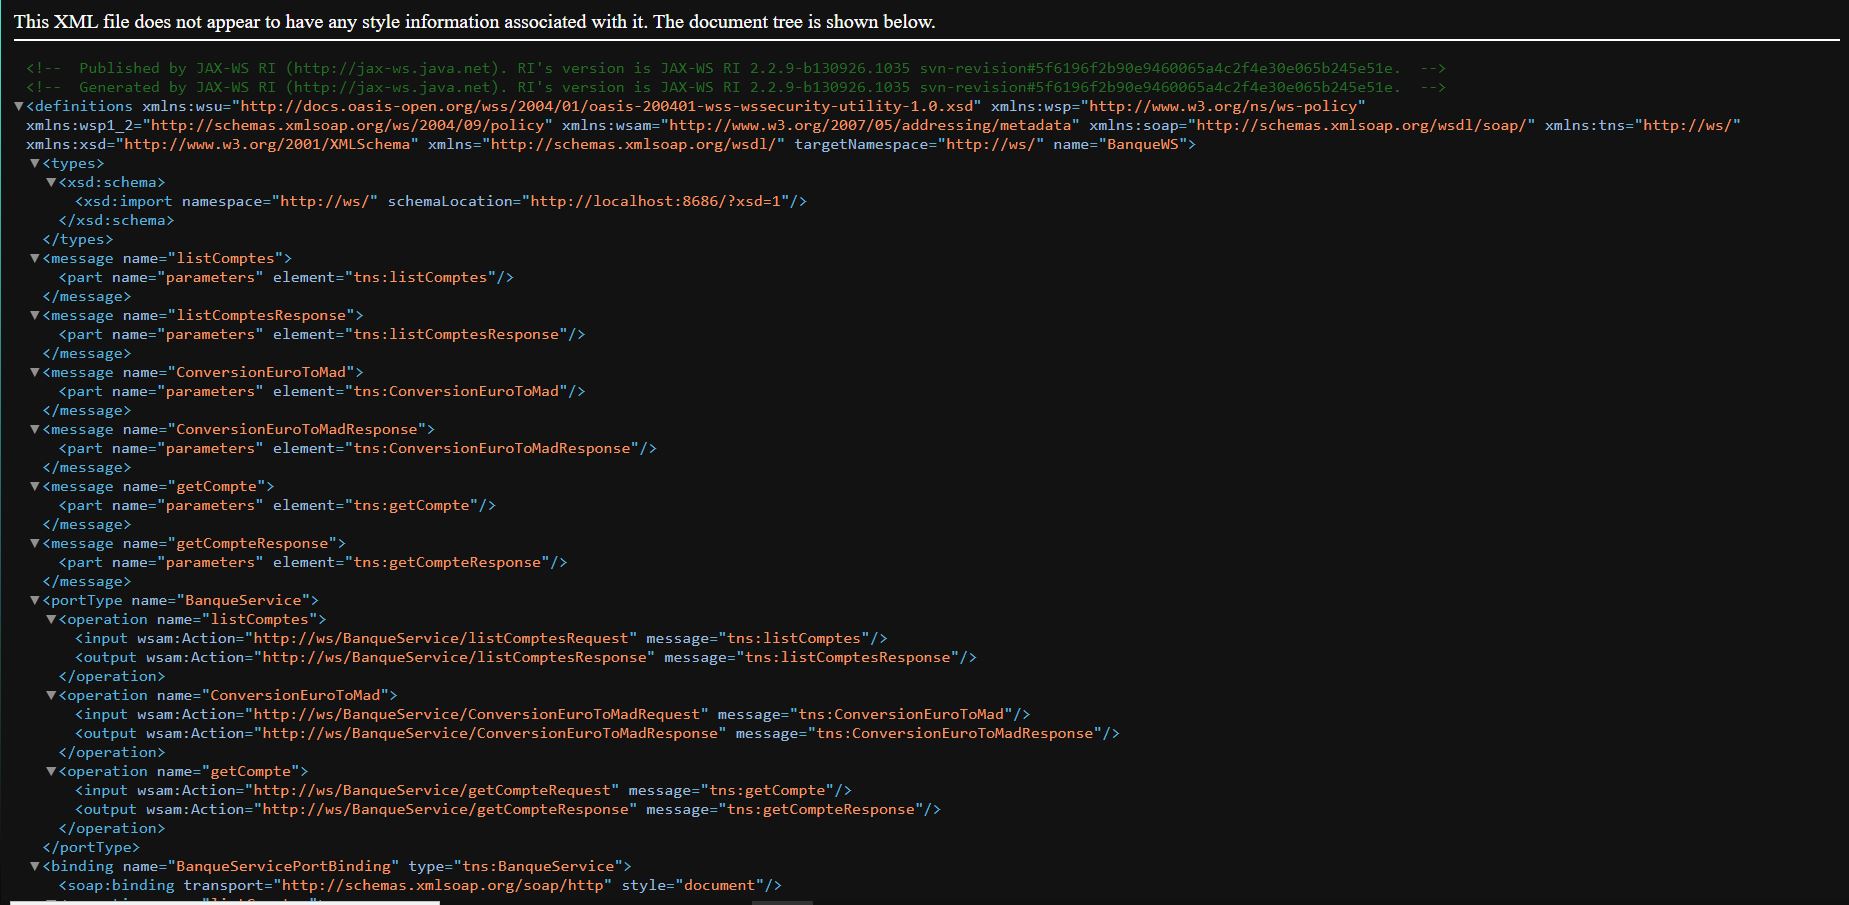 This XML file does not appear to have any style information associated with it. The document tree is shown below.
<!-- Published by JAX-WS RI (http://jax-ws.java.net). RI's version is JAX-WS RI 2.2.9-b130926.1035 svn-revision#5f6196f2b90e9460065a4c2f4e30e065b245e51e. -->
<!-- Generated by JAX-WS RI (http://jax-ws.java.net). RI's version is JAX-WS RI 2.2.9-b130926.1035 svn-revision#5f6196f2b90e9460065a4c2f4e30e065b245e51e. -->
▼<definitions xmlns:wsu="http://docs.oasis-open.org/wss/2004/01/oasis-200401-wss-wssecurity-utility-1.0.xsd" xmlns:wsp="http://www.w3.org/ns/ws-policy"
xmlns:wsp1_2="http://schemas.xmlsoap.org/ws/2004/09/policy" xmlns:wsam="http://www.w3.org/2007/05/addressing/metadata" xmlns:soap="http://schemas.xmlsoap.org/wsdl/soap/" xmlns:tns="http://ws/"
xmlns:xsd="http://www.w3.org/2001/XMLSchema" xmlns="http://schemas.xmlsoap.org/wsdl/" targetNamespace="http://ws/" name="BanqueWS">
▼<types>
▼<xsd:schema>
<xsd:import namespace="http://ws/" schemaLocation="http://localhost:8686/?xsd=1"/>
</xsd:schema>
</types>
▼<message name="listComptes">
<part name="parameters" element="tns:listComptes"/>
</message>
▼<message name="listComptesResponse">
<part name="parameters" element="tns:listComptesResponse"/>
</message>
▼<message name="ConversionEuroToMad">
<part name="parameters" element="tns:ConversionEuroToMad"/>
</message>
▼<message name="ConversionEuroToMadResponse">
<part name="parameters" element="tns:ConversionEuroToMadResponse"/>
</message>
▼<message name="getCompte">
<part name="parameters" element="tns:getCompte"/>
</message>
▼<message name="getCompteResponse">
<part name="parameters" element="tns:getCompteResponse"/>
</message>
▼<portType name="BanqueService">
▼<operation name="listComptes">
<input wsam:Action="http://ws/BanqueService/listComptesRequest" message="tns:listComptes"/>
<output wsam:Action="http://ws/BanqueService/listComptesResponse" message="tns:listComptesResponse"/>
</operation>
▼<operation name="ConversionEuroToMad">
<input wsam:Action="http://ws/BanqueService/ConversionEuroToMadRequest" message="tns:ConversionEuroToMad"/>
<output wsam:Action="http://ws/BanqueService/ConversionEuroToMadResponse" message="tns:ConversionEuroToMadResponse"/>
</operation>
▼<operation name="getCompte">
<input wsam:Action="http://ws/BanqueService/getCompteRequest" message="tns:getCompte"/>
<output wsam:Action="http://ws/BanqueService/getCompteResponse" message="tns:getCompteResponse"/>
</operation>
</portType>
▼<binding name="BanqueServicePortBinding" type="tns:BanqueService">
<soap:binding transport="http://schemas.xmlsoap.org/soap/http" style="document"/>